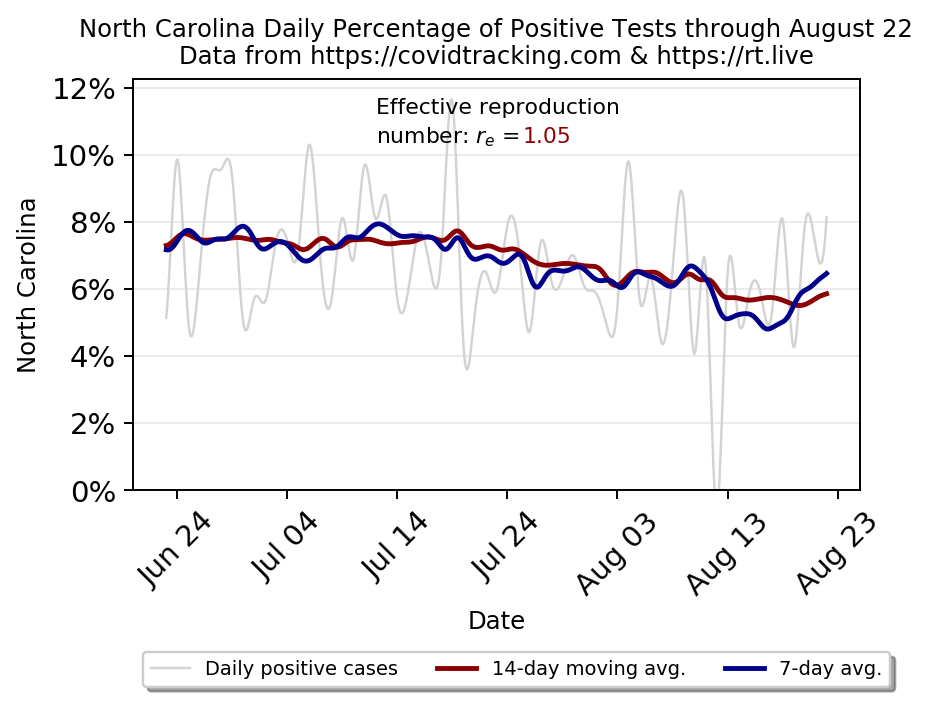 North Carolina Daily Percentage of Positive Tests through August 22
Data from https://covidtracking.com & https://rt.live
Effective reproduction
number: rₑ =1.05
12%
10%
8%
6%
4%
2%
0%
North Carolina
Jun 24
Jul 04
Jul 14
Jul 24
Aug 03
Aug 13
Aug 23
Date
Daily positive cases
14-day moving avg.
7-day avg.